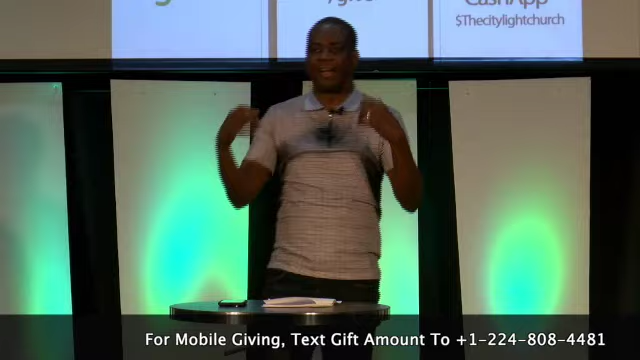 CashApp
$Thecitylightchurch
For Mobile Giving, Text Gift Amount To +1-224-808-4481